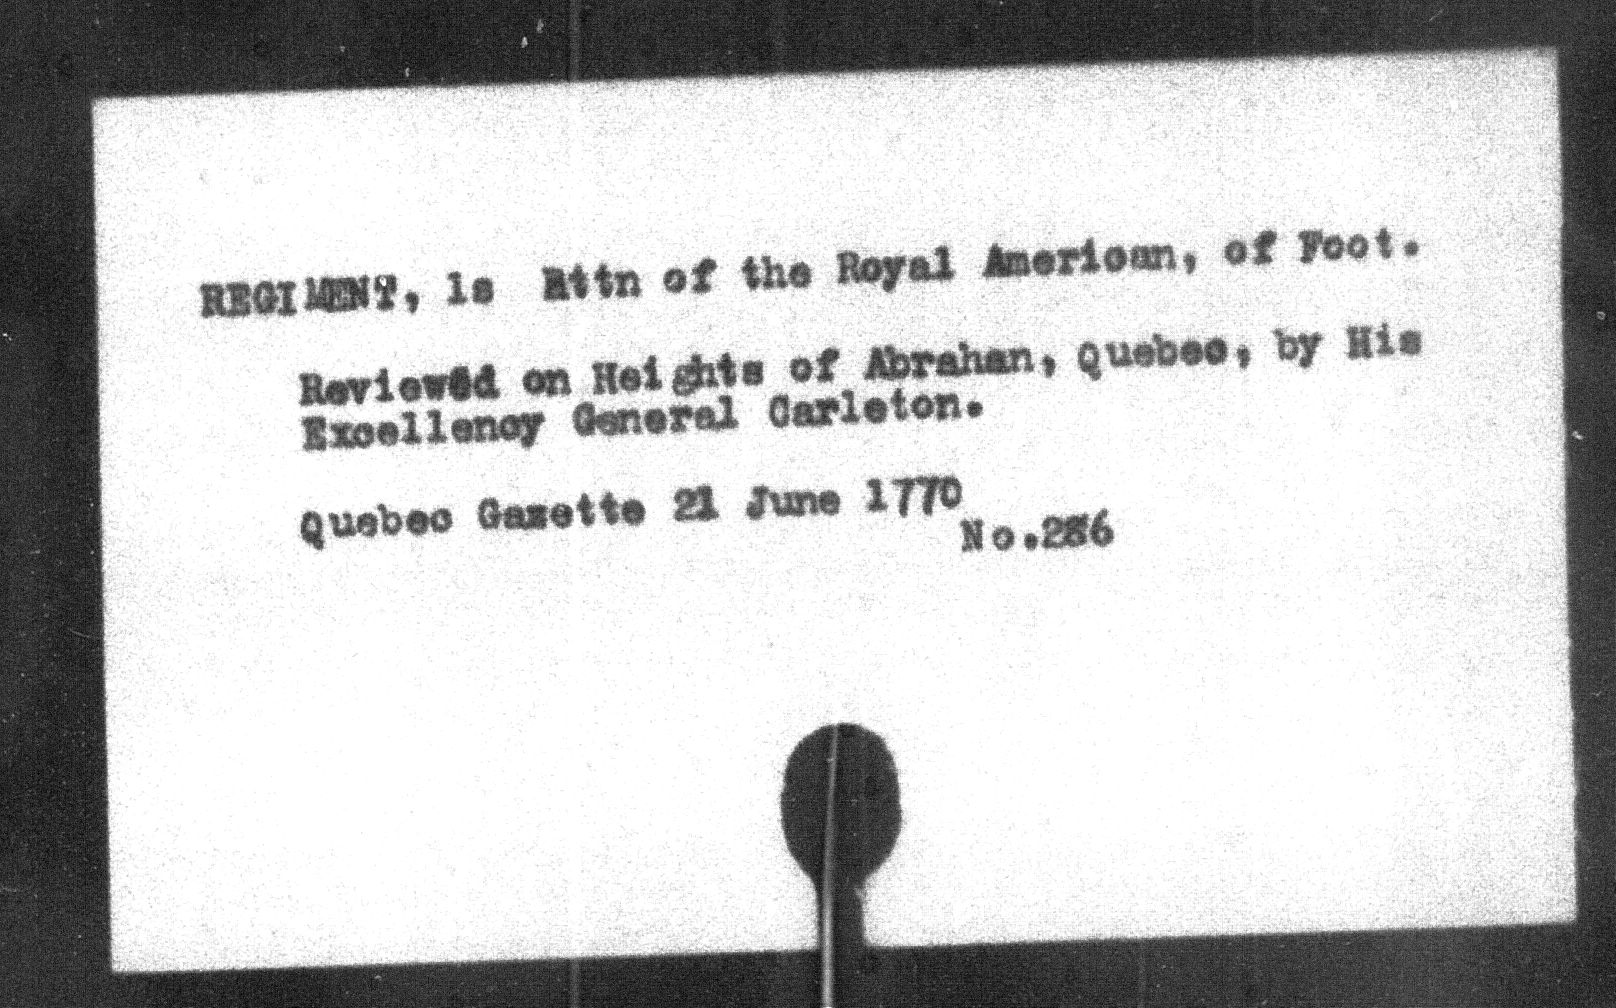 REGIMENT, 1s Bttn of the Royal American, of Foot.
Reviewed on Heights of Abrahan, Quebec, by His
Excellency General Carleton.
Quebec Gazette 21 June 1770
No.286